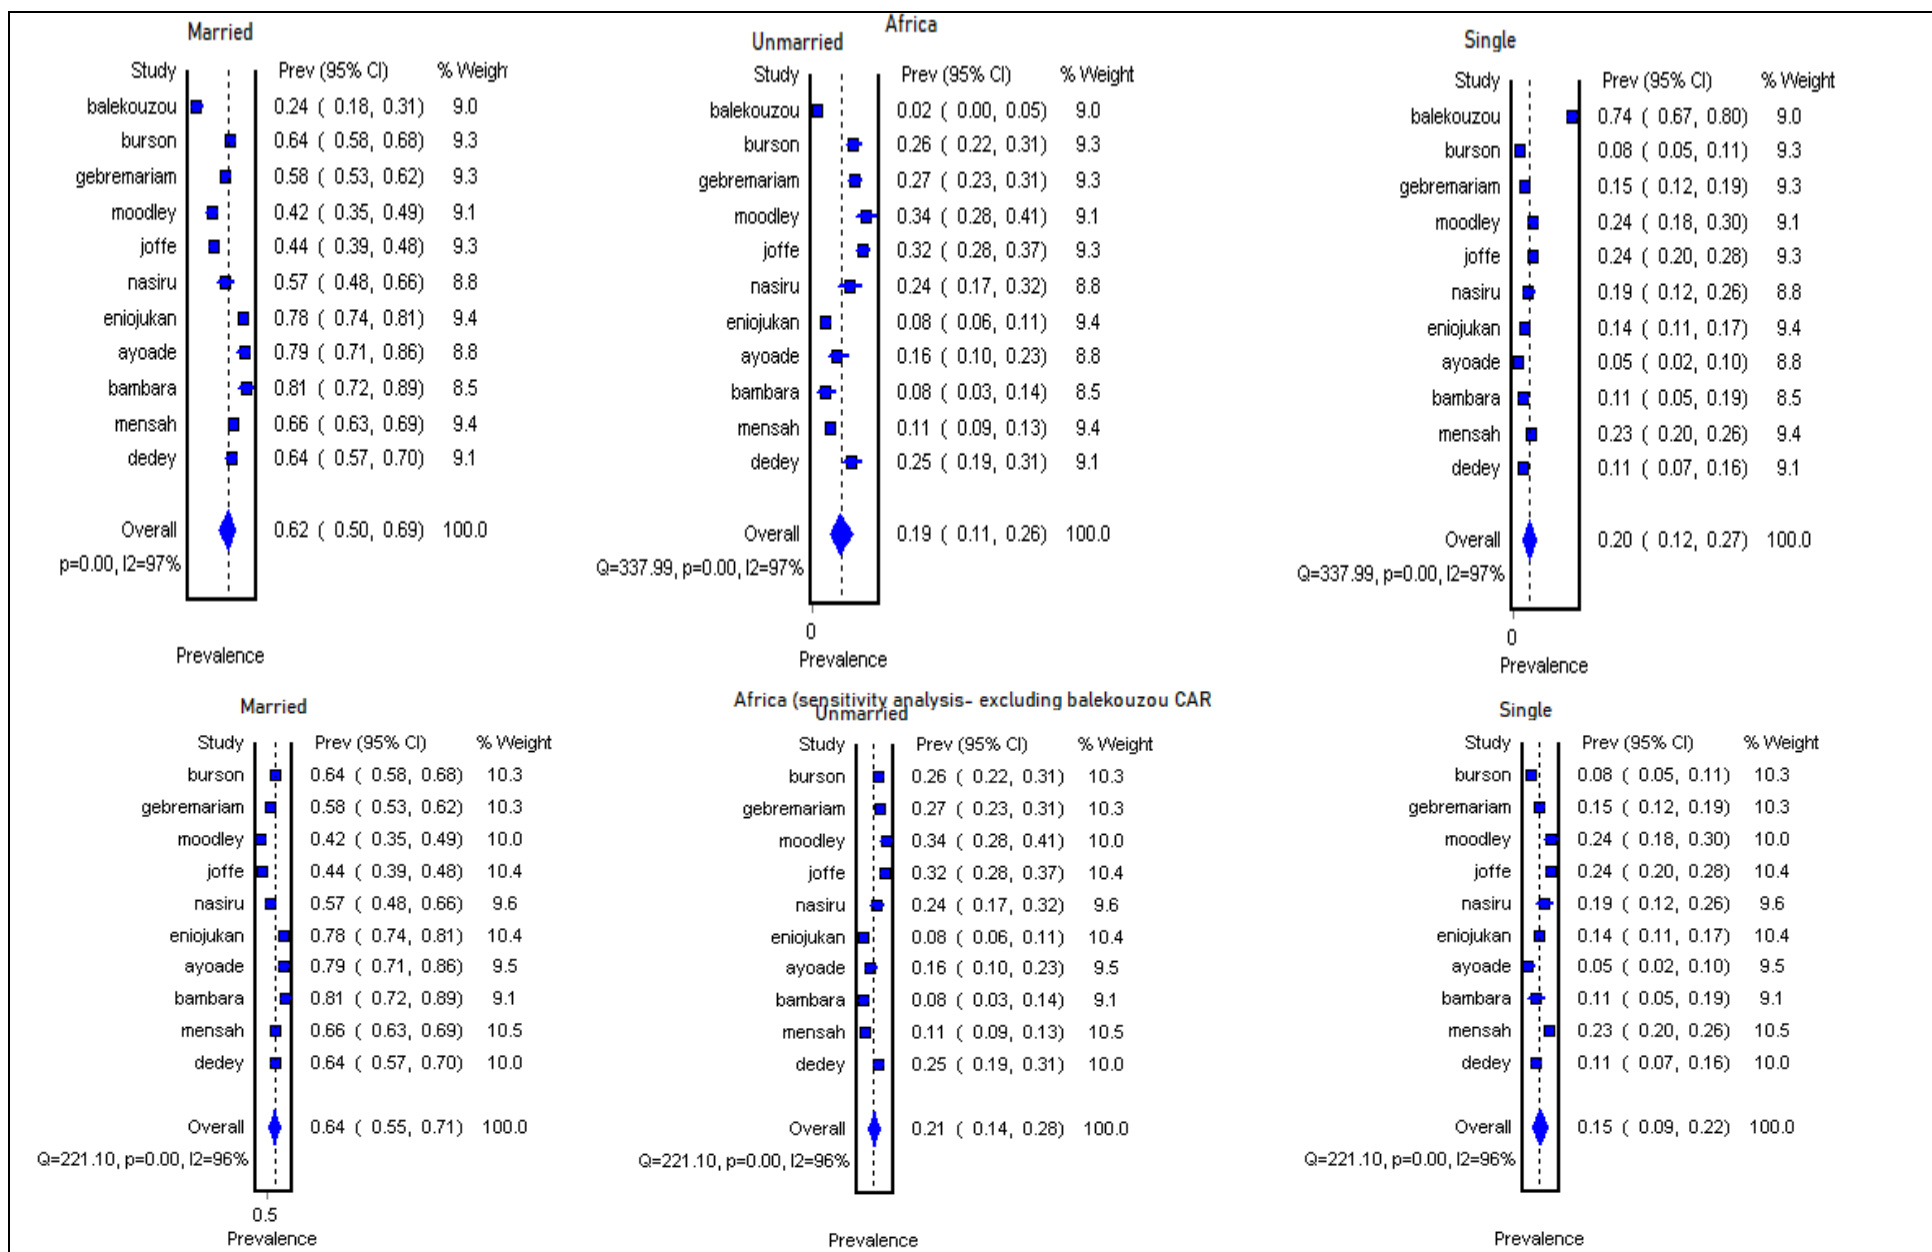 Africa
Married
Study Prev (95% CI) % Weight
balekouzou 0.24 ( 0.18, 0.31) 9.0
burson 0.64 ( 0.58, 0.68) 9.3
gebremariam 0.58 ( 0.53, 0.62) 9.3
moodley 0.42 ( 0.35, 0.49) 9.1
joffe 0.44 ( 0.39, 0.48) 9.3
nasiru 0.57 ( 0.48, 0.66) 8.8
eniojukan 0.78 ( 0.74, 0.81) 9.4
ayoade 0.79 ( 0.71, 0.86) 8.8
bambara 0.81 ( 0.72, 0.89) 8.5
mensah 0.66 ( 0.63, 0.69) 9.4
dedey 0.64 ( 0.57, 0.70) 9.1
Overall 0.62 ( 0.50, 0.69) 100.0
p=0.00, I2=97%
Prevalence
Unmarried
Study Prev (95% CI) % Weight
balekouzou 0.02 ( 0.00, 0.05) 9.0
burson 0.26 ( 0.22, 0.31) 9.3
gebremariam 0.27 ( 0.23, 0.31) 9.3
moodley 0.34 ( 0.28, 0.41) 9.1
joffe 0.32 ( 0.28, 0.37) 9.3
nasiru 0.24 ( 0.17, 0.32) 8.8
eniojukan 0.08 ( 0.06, 0.11) 9.4
ayoade 0.16 ( 0.10, 0.23) 8.8
bambara 0.08 ( 0.03, 0.14) 8.5
mensah 0.11 ( 0.09, 0.13) 9.4
dedey 0.25 ( 0.19, 0.31) 9.1
Overall 0.19 ( 0.11, 0.26) 100.0
Q=337.99, p=0.00, I2=97%
0
Prevalence
Single
Study Prev (95% CI) % Weight
balekouzou 0.74 ( 0.67, 0.80) 9.0
burson 0.08 ( 0.05, 0.11) 9.3
gebremariam 0.15 ( 0.12, 0.19) 9.3
moodley 0.24 ( 0.18, 0.30) 9.1
joffe 0.24 ( 0.20, 0.28) 9.3
nasiru 0.19 ( 0.12, 0.26) 8.8
eniojukan 0.14 ( 0.11, 0.17) 9.4
ayoade 0.05 ( 0.02, 0.10) 8.8
bambara 0.11 ( 0.05, 0.19) 8.5
mensah 0.23 ( 0.20, 0.26) 9.4
dedey 0.11 ( 0.07, 0.16) 9.1
Overall 0.20 ( 0.12, 0.27) 100.0
Q=337.99, p=0.00, I2=97%
0
Prevalence
Africa (sensitivity analysis- excluding balekouzou CAR
Married
Study Prev (95% CI) % Weight
burson 0.64 ( 0.58, 0.68) 10.3
gebremariam 0.58 ( 0.53, 0.62) 10.3
moodley 0.42 ( 0.35, 0.49) 10.0
joffe 0.44 ( 0.39, 0.48) 10.4
nasiru 0.57 ( 0.48, 0.66) 9.6
eniojukan 0.78 ( 0.74, 0.81) 10.4
ayoade 0.79 ( 0.71, 0.86) 9.5
bambara 0.81 ( 0.72, 0.89) 9.1
mensah 0.66 ( 0.63, 0.69) 10.5
dedey 0.64 ( 0.57, 0.70) 10.0
Overall 0.64 ( 0.55, 0.71) 100.0
Q=221.10, p=0.00, I2=96%
0.5
Prevalence
Unmarried
Study Prev (95% CI) % Weight
burson 0.26 ( 0.22, 0.31) 10.3
gebremariam 0.27 ( 0.23, 0.31) 10.3
moodley 0.34 ( 0.28, 0.41) 10.0
joffe 0.32 ( 0.28, 0.37) 10.4
nasiru 0.24 ( 0.17, 0.32) 9.6
eniojukan 0.08 ( 0.06, 0.11) 10.4
ayoade 0.16 ( 0.10, 0.23) 9.5
bambara 0.08 ( 0.03, 0.14) 9.1
mensah 0.11 ( 0.09, 0.13) 10.5
dedey 0.25 ( 0.19, 0.31) 10.0
Overall 0.21 ( 0.14, 0.28) 100.0
Q=221.10, p=0.00, I2=96%
Prevalence
Single
Study Prev (95% CI) % Weight
burson 0.08 ( 0.05, 0.11) 10.3
gebremariam 0.15 ( 0.12, 0.19) 10.3
moodley 0.24 ( 0.18, 0.30) 10.0
joffe 0.24 ( 0.20, 0.28) 10.4
nasiru 0.19 ( 0.12, 0.26) 9.6
eniojukan 0.14 ( 0.11, 0.17) 10.4
ayoade 0.05 ( 0.02, 0.10) 9.5
bambara 0.11 ( 0.05, 0.19) 9.1
mensah 0.23 ( 0.20, 0.26) 10.5
dedey 0.11 ( 0.07, 0.16) 10.0
Overall 0.15 ( 0.09, 0.22) 100.0
Q=221.10, p=0.00, I2=96%
Prevalence